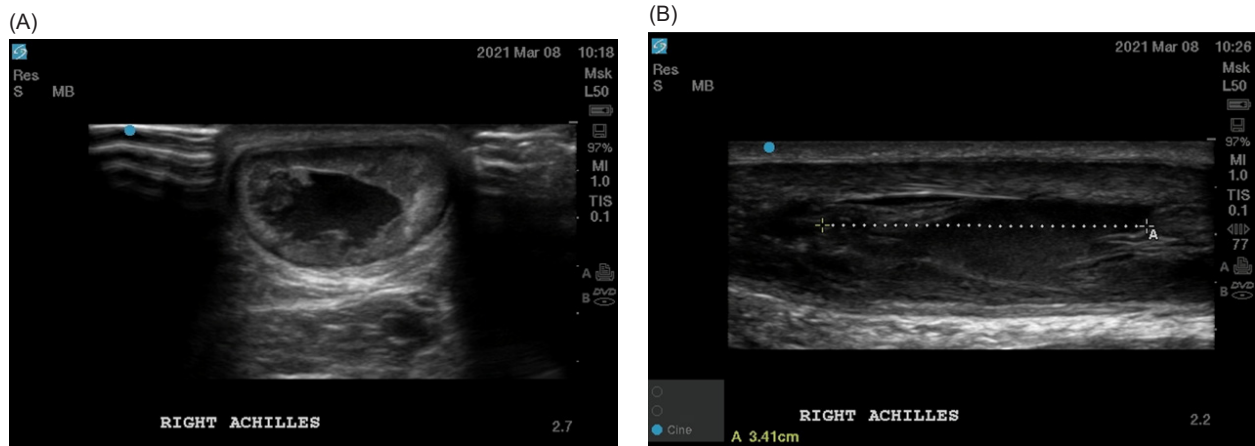 (A)
2021 Mar 08 10:18
Res
S MB
Msk
L50
97%
MI
1.0
TIS
0.1
A
B DVD
RIGHT ACHILLES
2.7
(B)
2021 Mar 08 10:26
Res
S MB
Msk
L50
97%
MI
1.0
TIS
0.1
77
A
A
B DVD
Cine
RIGHT ACHILLES
2.2
A 3.41cm